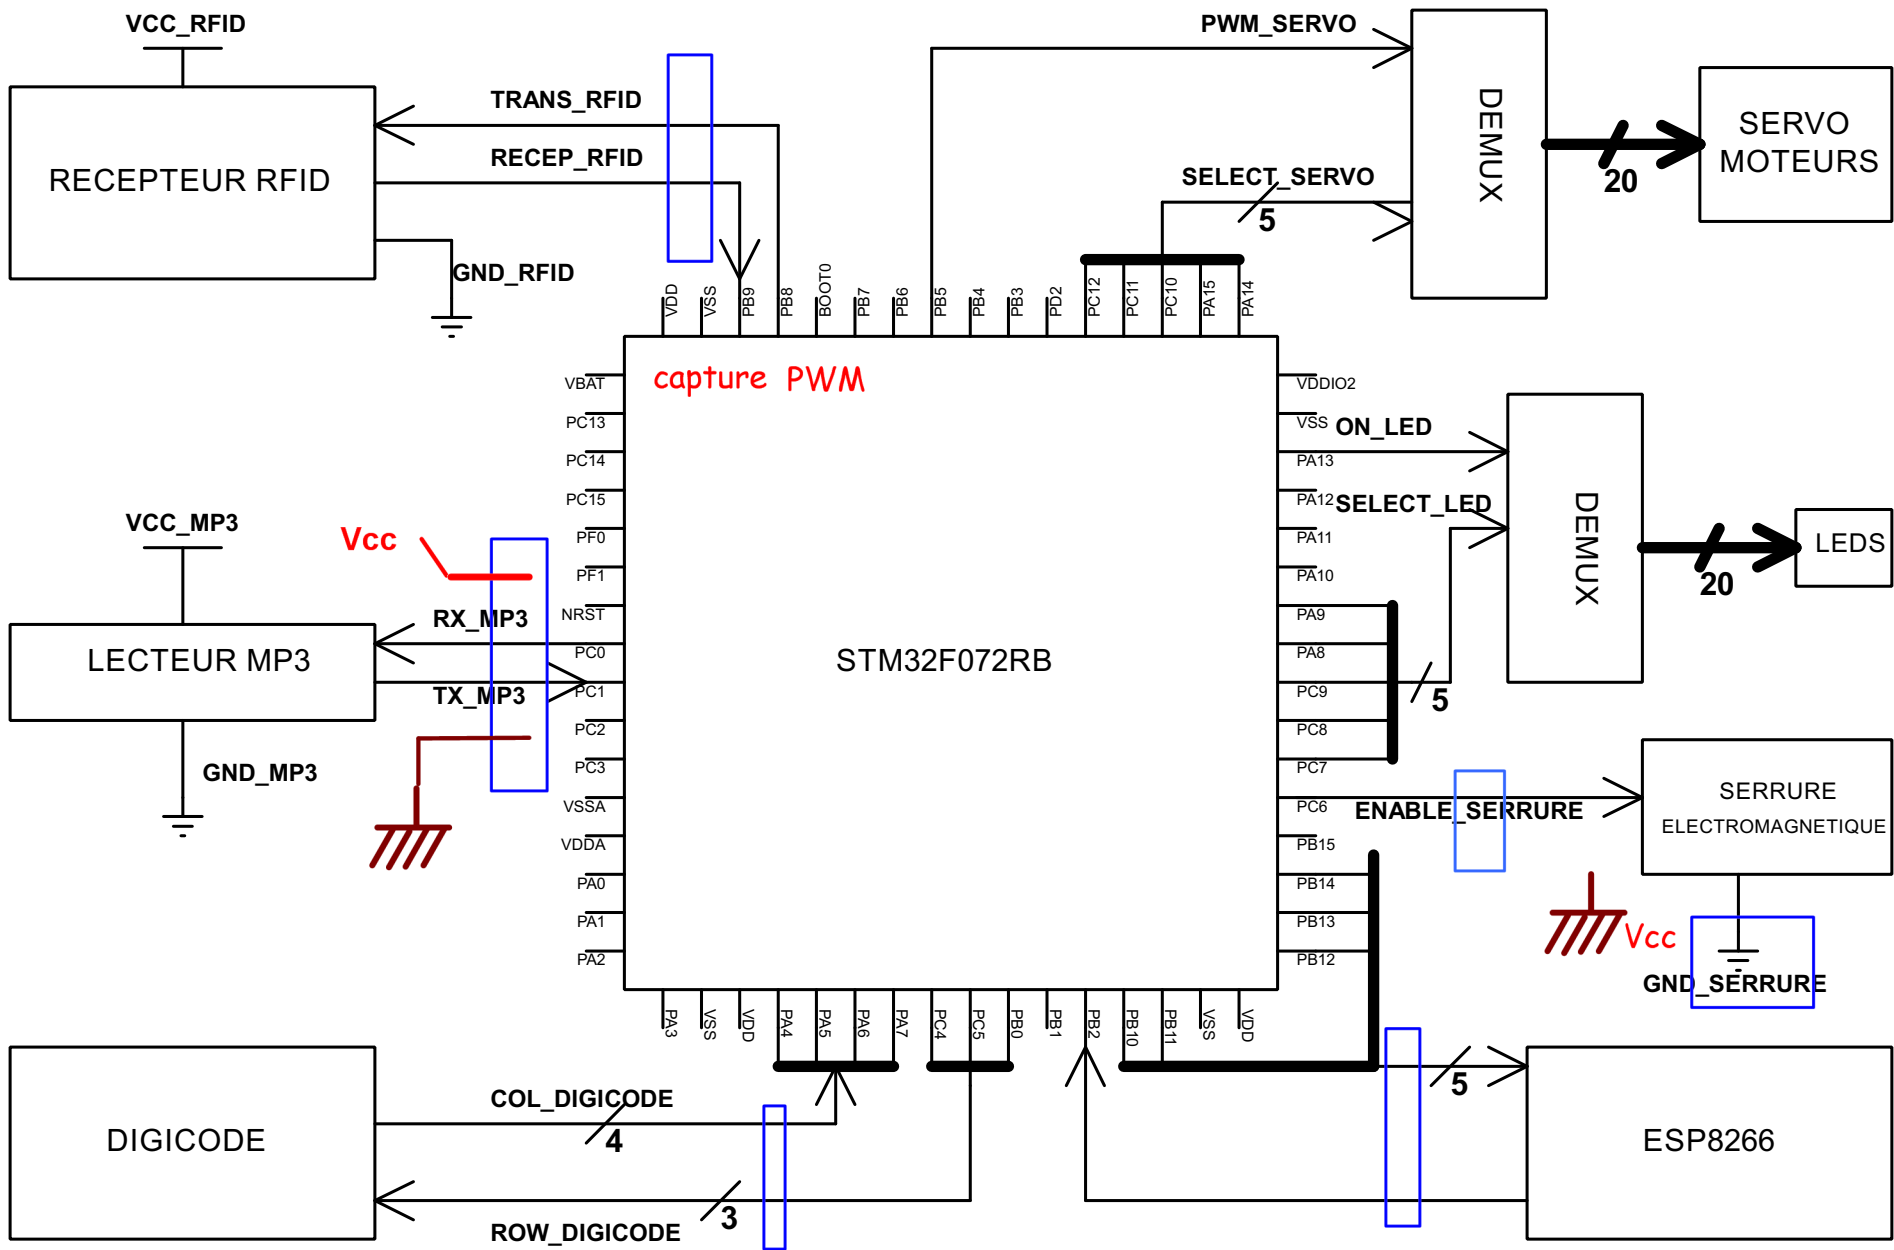 VCC_RFID
PWM_SERVO
TRANS_RFID
RECEP_RFID
RECEPTEUR RFID
GND_RFID
SELECT_SERVO
5
DEMUX
20
SERVO
MOTEURS
VDD
VSS
PB9
PB8
BOOT0
PB7
PB6
PB5
PB4
PB3
PD2
PC12
PC11
PC10
PA15
PA14
capture PWM
VBAT
PC13
PC14
PC15
PF0
PF1
NRST
PC0
PC1
PC2
PC3
VSSA
VDDA
PA0
PA1
PA2
STM32F072RB
VDDIO2
VSS
PA13
PA12
PA11
PA10
PA9
PA8
PC9
PC8
PC7
PC6
PB15
PB14
PB13
PB12
ON_LED
SELECT_LED
5
DEMUX
20
LEDS
VCC_MP3
Vcc
RX_MP3
LECTEUR MP3
TX_MP3
GND_MP3
ENABLE_SERRURE
SERRURE
ELECTROMAGNETIQUE
Vcc
GND_SERRURE
PA3
VSS
VDD
PA4
PA5
PA6
PA7
PC4
PC5
PB0
PB1
PB2
PB10
PB11
VSS
VDD
COL_DIGICODE
4
DIGICODE
3
ROW_DIGICODE
5
ESP8266